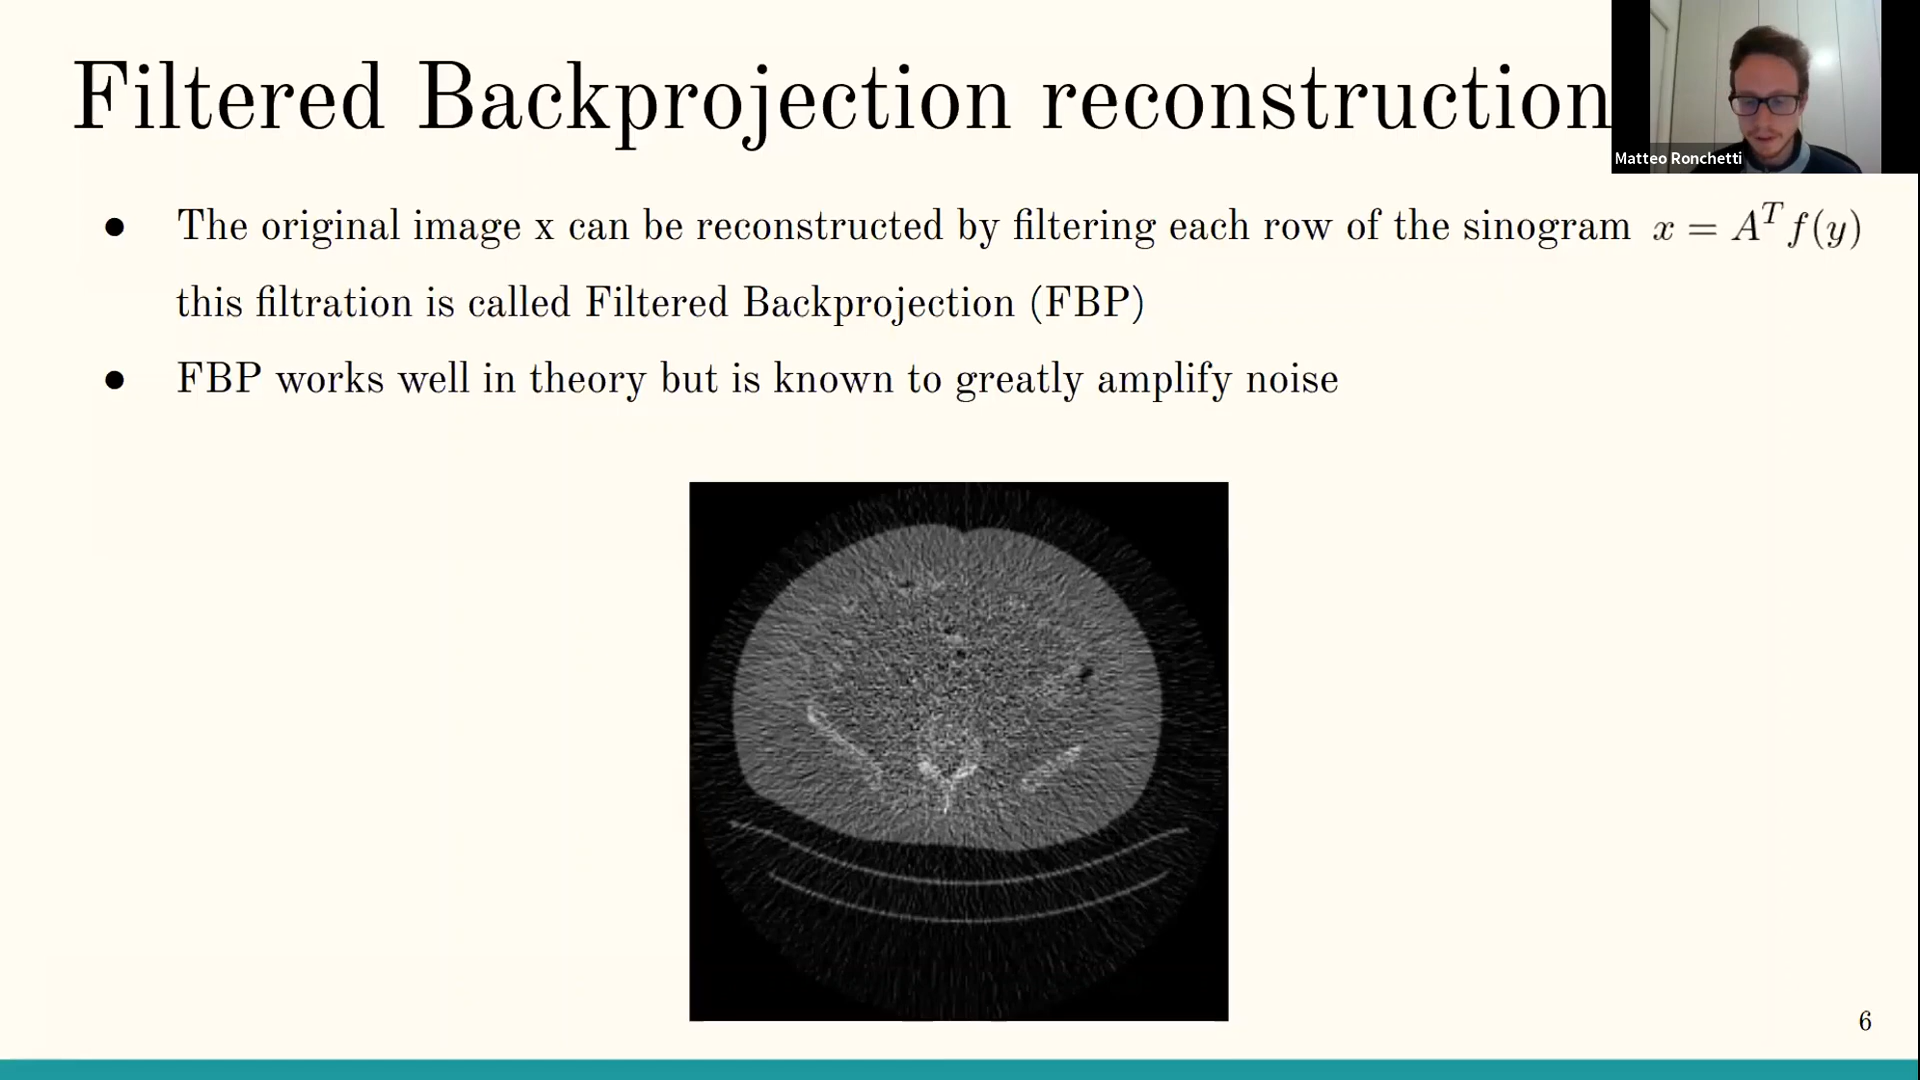 Filtered Backprojection reconstruction
Matteo Ronchetti
● The original image x can be reconstructed by filtering each row of the sinogram x = A^T f(y)
this filtration is called Filtered Backprojection (FBP)
● FBP works well in theory but is known to greatly amplify noise
6